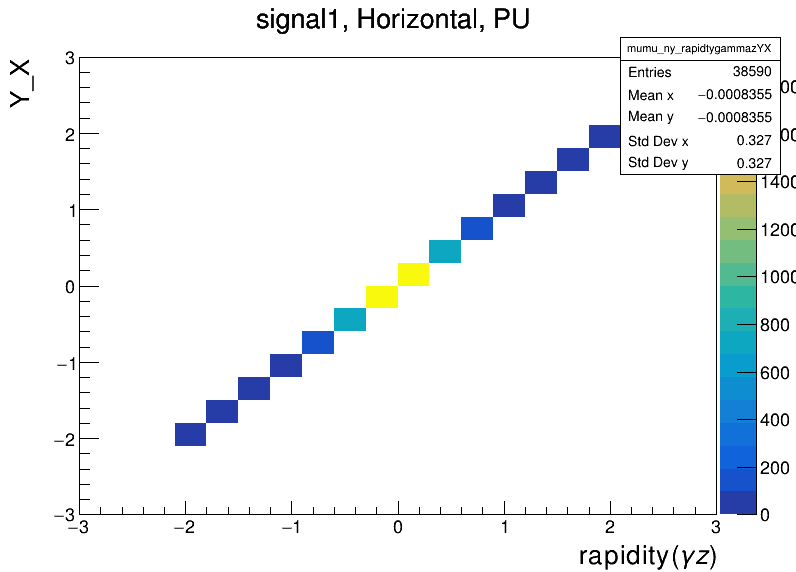 signal1, Horizontal, PU
Y_X
mumu_ny_rapidtygammazYX
Entries 38590
Mean x −0.0008355
Mean y −0.0008355
Std Dev x 0.327
Std Dev y 0.327
3
2
1
0
−1
−2
−3
−3 −2 −1 0 1 2 3
rapidity(γz)
1400
1200
1000
800
600
400
200
0